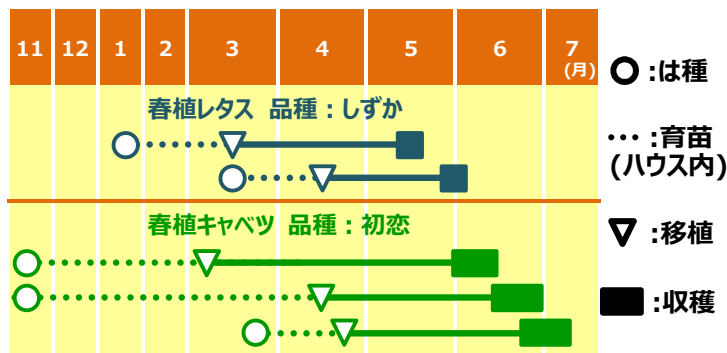 11 12 1 2 3 4 5 6 7
(月)
春植レタス 品種：しずか
春植キャベツ 品種：初恋
:は種
… :育苗
(ハウス内)
:移植
:収穫